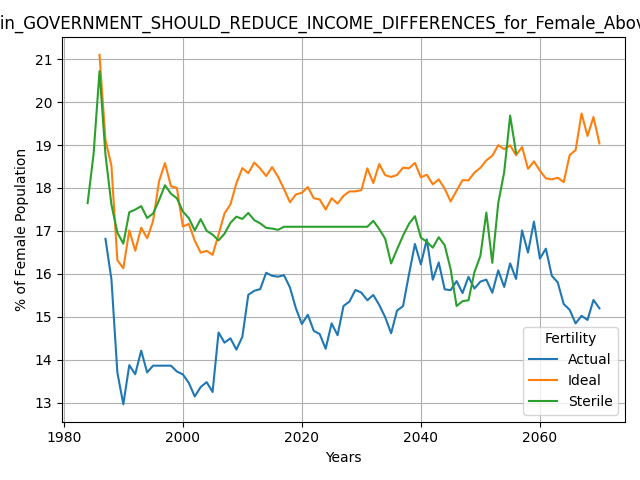 in_GOVERNMENT_SHOULD_REDUCE_INCOME_DIFFERENCES_for_Female_Abov
21
20
19
18
17
16
15
14
13
% of Female Population
1980
2000
2020
2040
2060
Years
Fertility
Actual
Ideal
Sterile